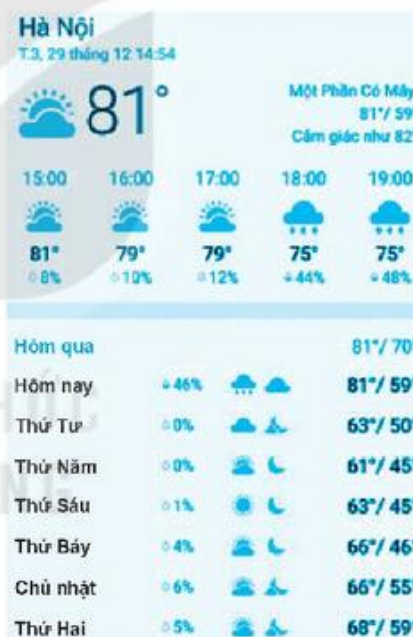 Hà Nội
T.3, 29 tháng 12 14:54
81°
Một Phần Có Mây
81°/ 59
Cảm giác như 82
15:00 16:00 17:00 18:00 19:00
81° 79° 79° 75° 75°
8% 10% 12% 44% 48%
Hôm qua 81°/ 70
Hôm nay 46% 81°/ 59
Thứ Tư 0% 63°/ 50
Thứ Năm 0% 61°/ 45
Thứ Sáu 1% 63°/ 45
Thứ Bảy 4% 66°/ 46
Chủ nhật 6% 66°/ 55
Thứ Hai 5% 68°/ 59